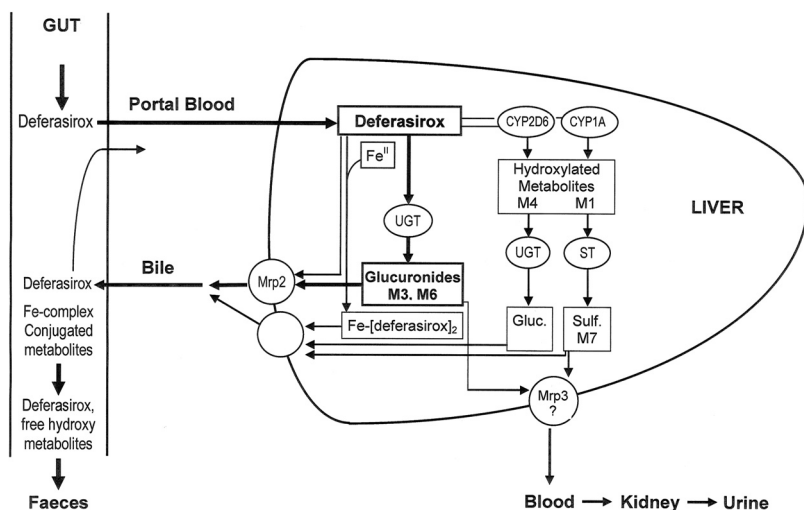 GUT
Deferasirox
Portal Blood
Deferasirox
CYP2D6
CYP1A
Fe^II
Hydroxylated
Metabolites
M4 M1
LIVER
UGT
UGT
ST
Bile
Mrp2
Glucuronides
M3. M6
Deferasirox
Fe-complex
Conjugated
metabolites
Fe-[deferasirox]₂
Gluc.
Sulf.
M7
Mrp3
?
Deferasirox,
free hydroxy
metabolites
Faeces
Blood Kidney Urine